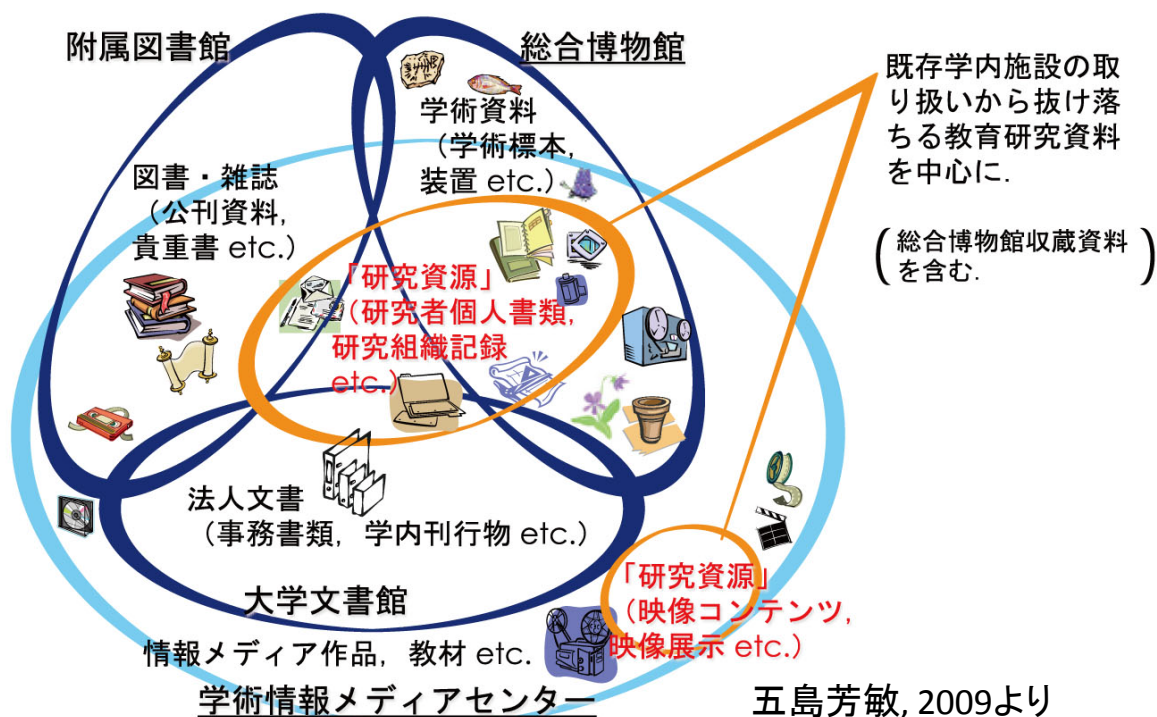 附属図書館
総合博物館
学術資料
（学術標本，
装置 etc.）
図書・雑誌
（公刊資料，
貴重書 etc.）
「研究資源」
（研究者個人書類，
研究組織記録
etc.）
法人文書
（事務書類，学内刊行物 etc.）
大学文書館
情報メディア作品，教材 etc.
学術情報メディアセンター
「研究資源」
（映像コンテンツ，
映像展示 etc.）
既存学内施設の取
り扱いから抜け落
ちる教育研究資料
を中心に．
（総合博物館収蔵資料
を含む．）
五島芳敏, 2009より